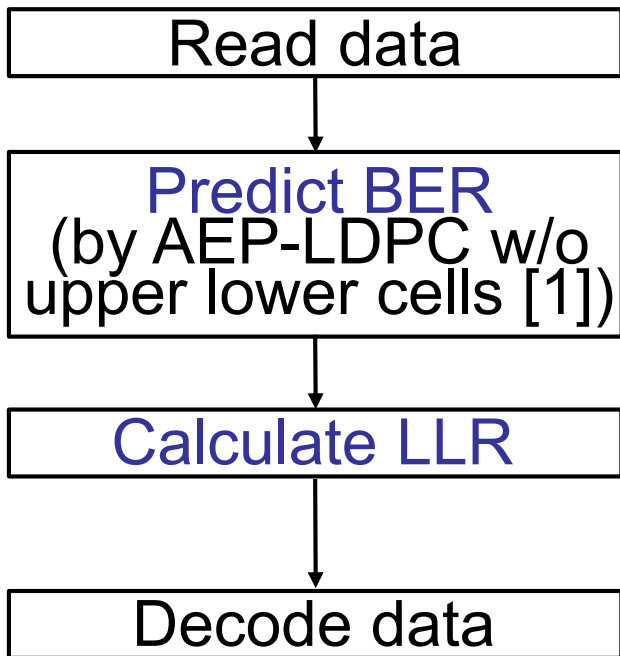 Read data
Predict BER
(by AEP-LDPC w/o
upper lower cells [1])
Calculate LLR
Decode data